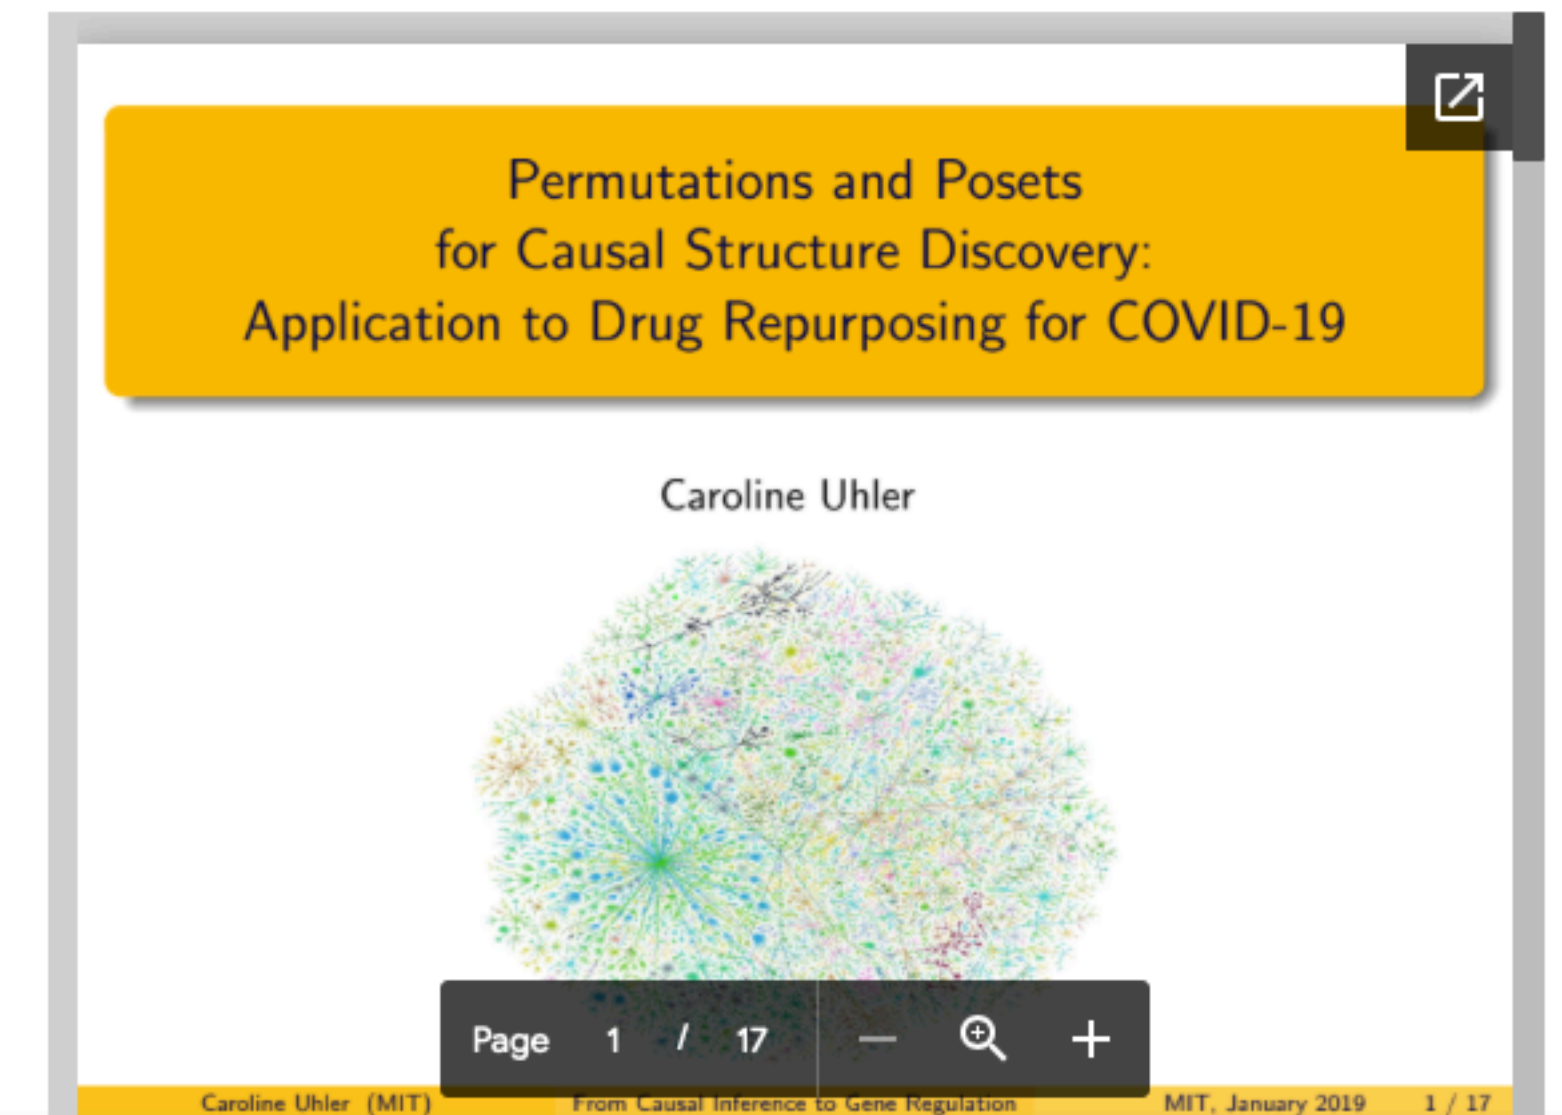 Permutations and Posets
for Causal Structure Discovery:
Application to Drug Repurposing for COVID-19
Caroline Uhler
Page 1 / 17
Caroline Uhler (MIT) From Causal Inference to Gene Regulation MIT, January 2019 1 / 17